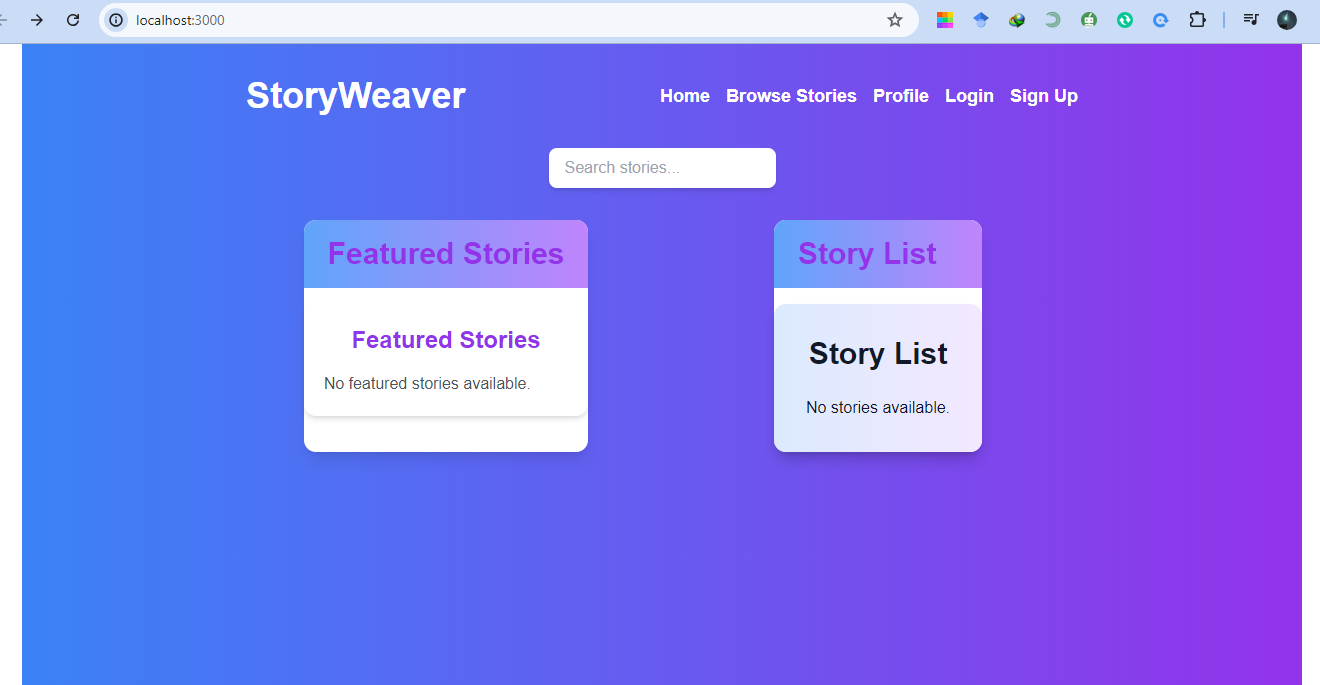 localhost:3000
StoryWeaver
Home Browse Stories Profile Login Sign Up
Search stories...
Featured Stories
Featured Stories
No featured stories available.
Story List
Story List
No stories available.